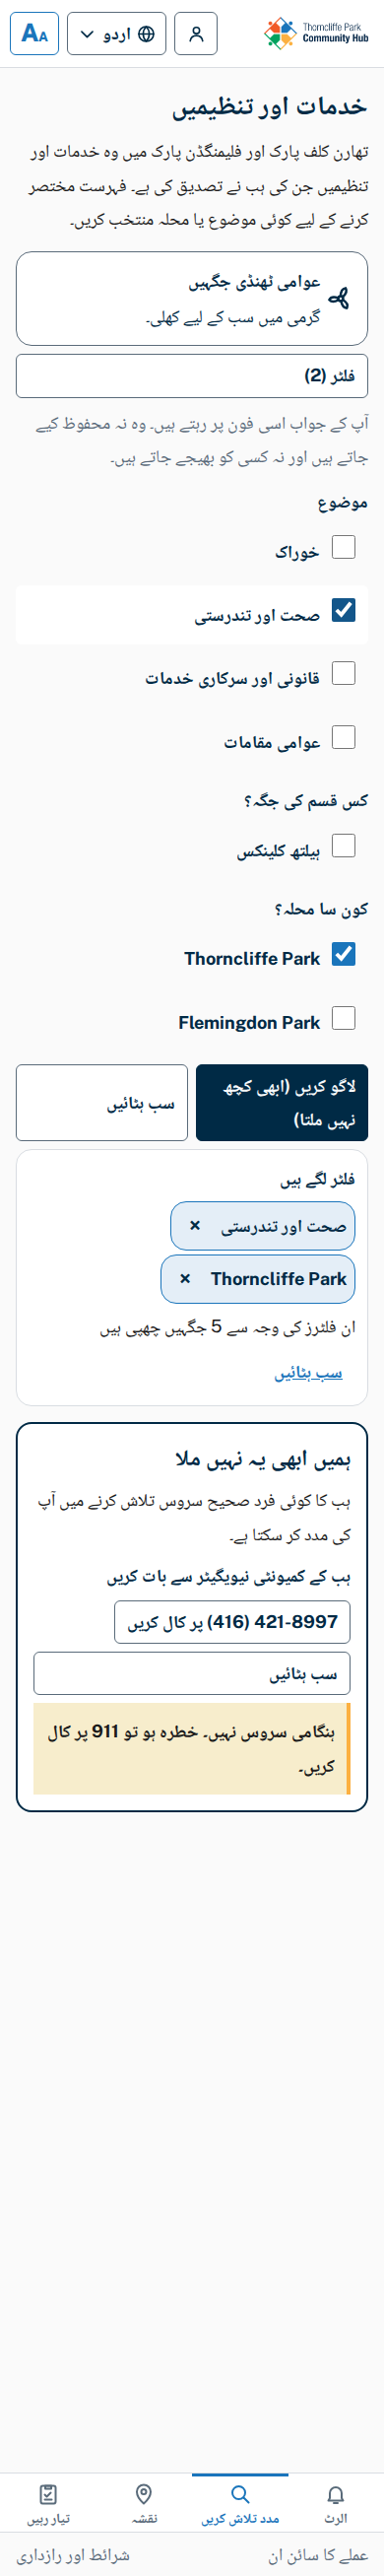 Thorncliffe Park
Community Hub
اردو
AA
خدمات اور تنظیمیں
تھارن کلف پارک اور فلیمنگڈن پارک میں وہ خدمات اور
تنظیمیں جن کی ہب نے تصدیق کی ہے۔ فہرست مختصر
کرنے کے لیے کوئی موضوع یا محلہ منتخب کریں۔
عوامی ٹھنڈی جگہیں
گرمی میں سب کے لیے کھلی۔
فلٹر (2)
آپ کے جواب اسی فون پر رہتے ہیں۔ وہ نہ محفوظ کیے
جاتے ہیں اور نہ کسی کو بھیجے جاتے ہیں۔
موضوع
خوراک
صحت اور تندرستی
قانونی اور سرکاری خدمات
عوامی مقامات
کس قسم کی جگہ؟
ہیلتھ کلینکس
کون سا محلہ؟
Thorncliffe Park
Flemingdon Park
لاگو کریں (ابھی کچھ
نہیں ملتا)
سب ہٹائیں
فلٹر لگے ہیں
صحت اور تندرستی ×
Thorncliffe Park ×
ان فلٹرز کی وجہ سے 5 جگہیں چھپی ہیں
سب ہٹائیں
ہمیں ابھی یہ نہیں ملا
ہب کا کوئی فرد صحیح سروس تلاش کرنے میں آپ
کی مدد کر سکتا ہے۔
ہب کے کمیونٹی نیویگیٹر سے بات کریں
(416) 421-8997 پر کال کریں
سب ہٹائیں
ہنگامی سروس نہیں۔ خطرہ ہو تو 911 پر کال
کریں۔
الرٹ
مدد تلاش کریں
نقشہ
تیار رہیں
عملے کا سائن ان
شرائط اور رازداری